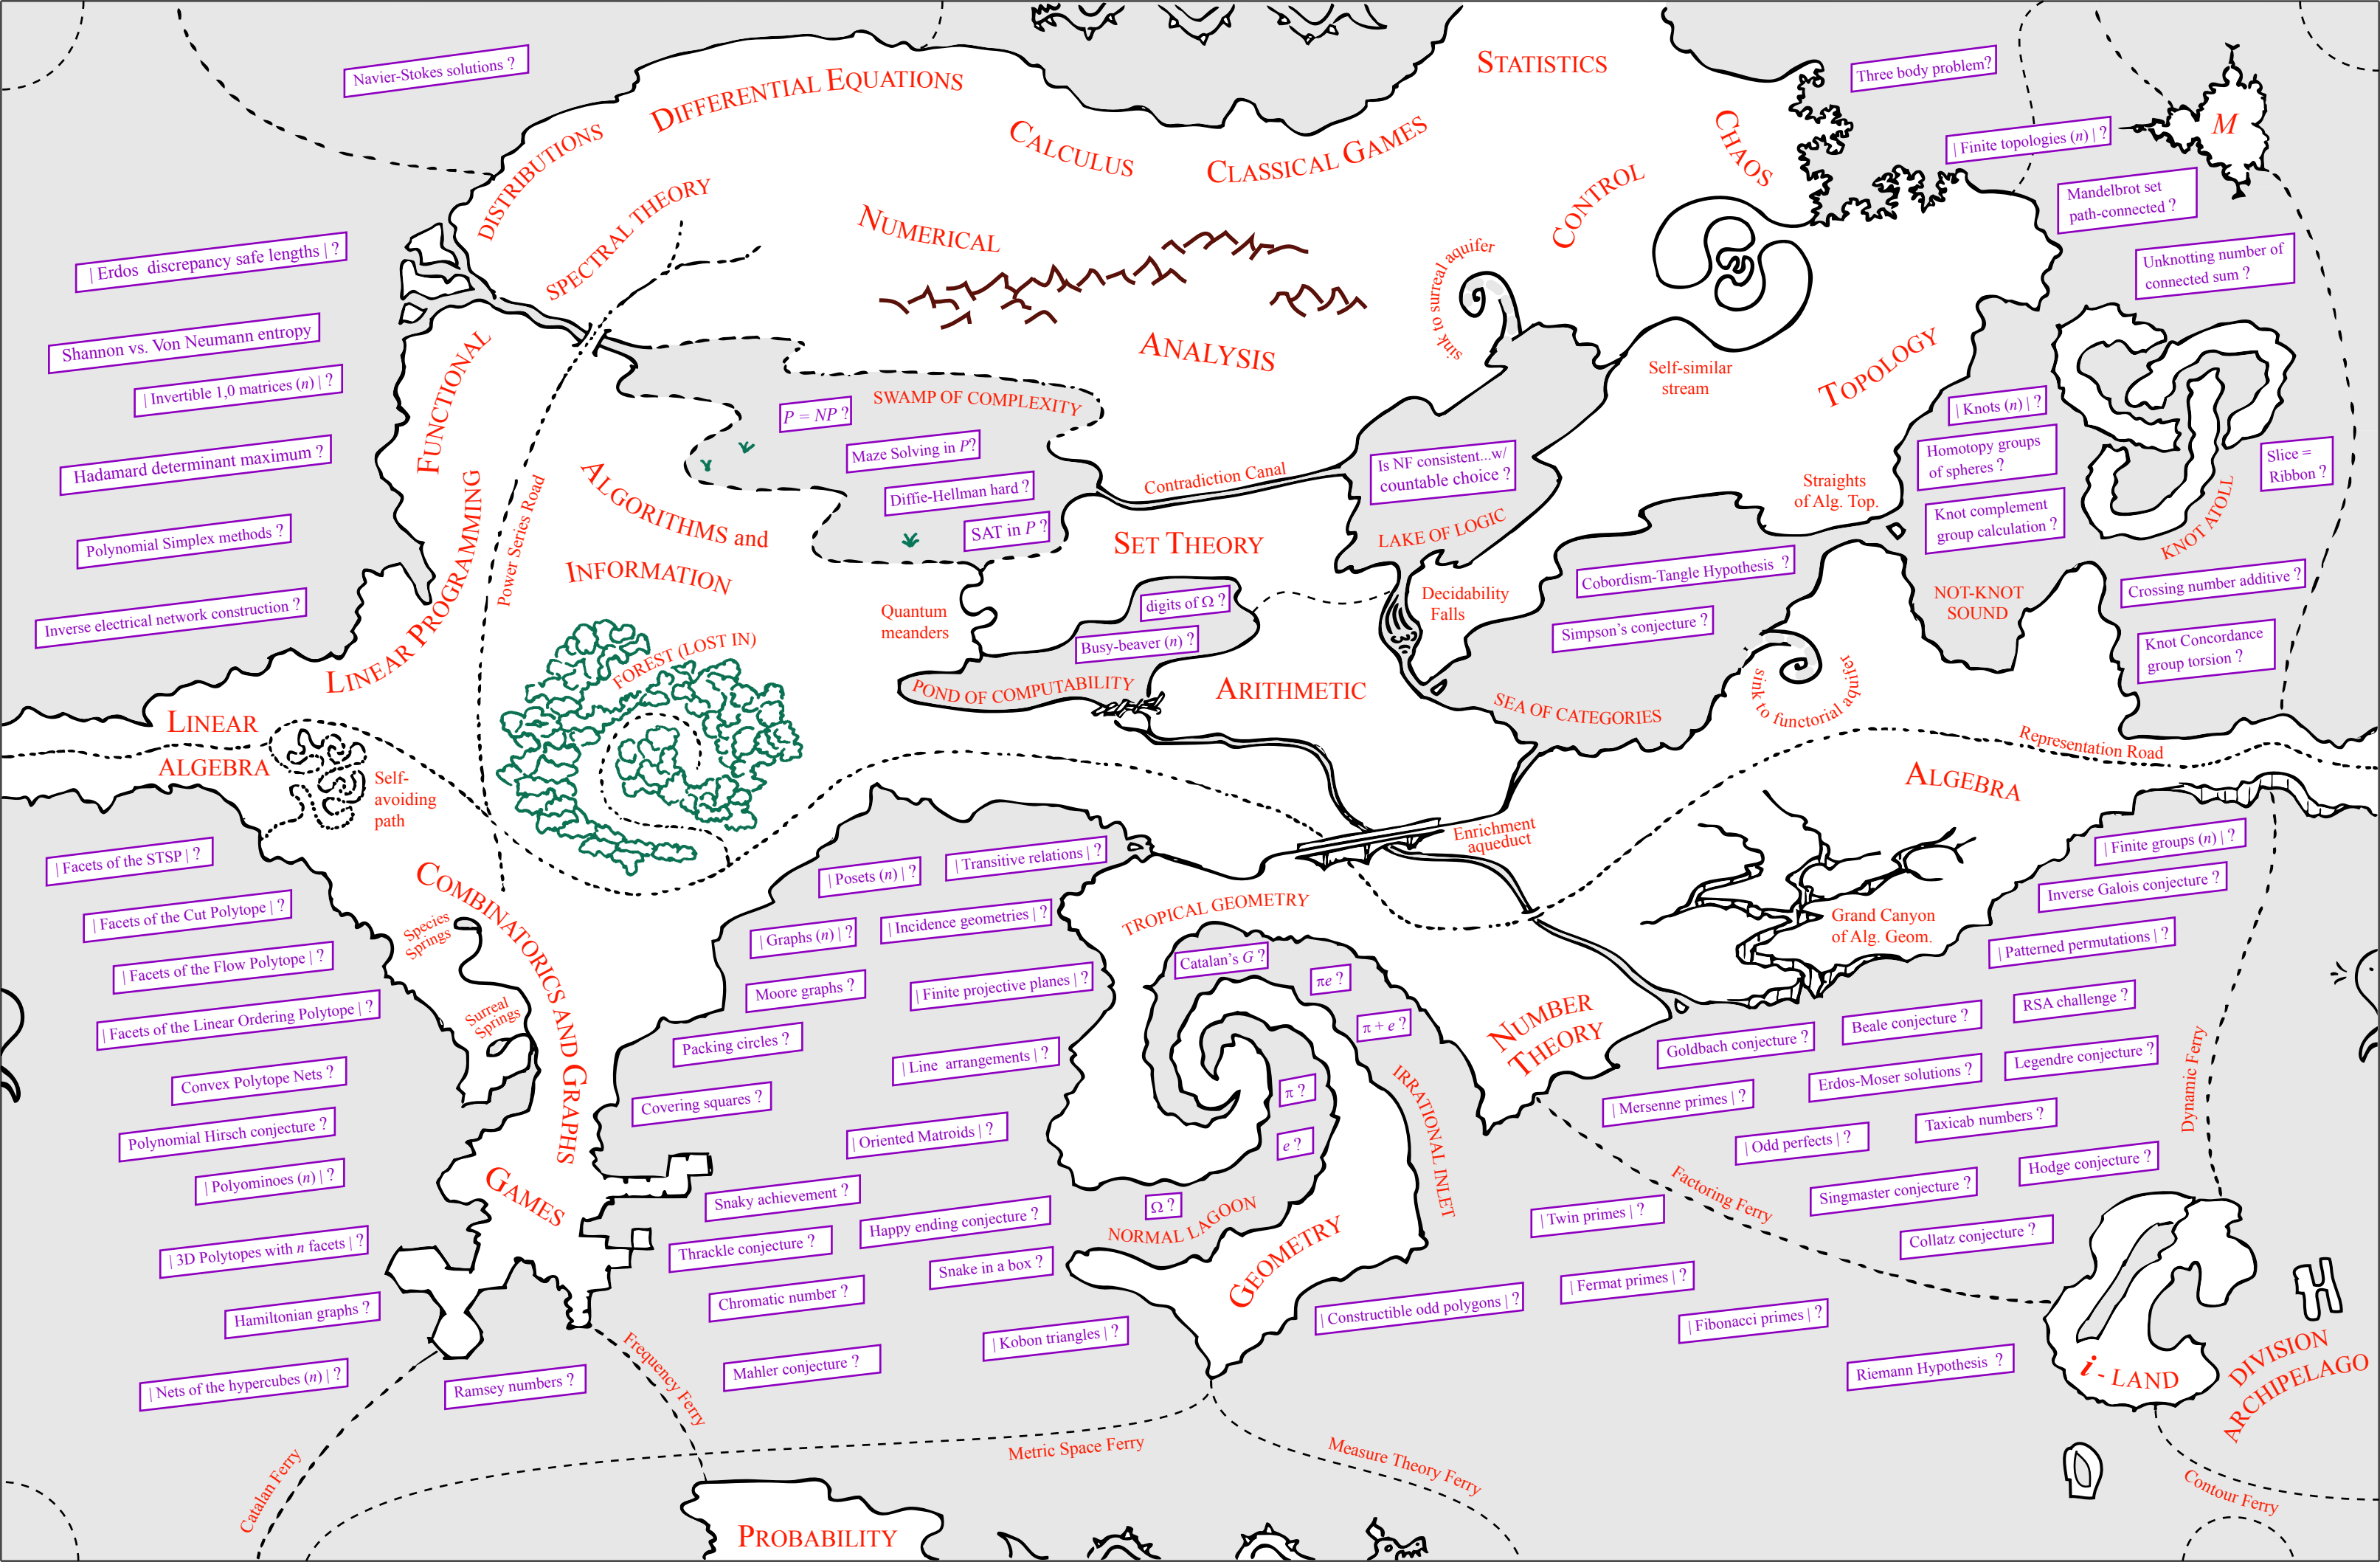 Navier-Stokes solutions ?
DIFFERENTIAL EQUATIONS
DISTRIBUTIONS
SPECTRAL THEORY
CALCULUS
CLASSICAL GAMES
STATISTICS
CHAOS
CONTROL
NUMERICAL
ANALYSIS
Three body problem?
| Finite topologies (n) | ?
M
Mandelbrot set
path-connected ?
Unknotting number of
connected sum ?
| Erdos discrepancy safe lengths | ?
Shannon vs. Von Neumann entropy
| Invertible 1,0 matrices (n) | ?
Hadamard determinant maximum ?
Polynomial Simplex methods ?
Inverse electrical network construction ?
FUNCTIONAL
LINEAR PROGRAMMING
Power Series Road
ALGORITHMS and
INFORMATION
FOREST (LOST IN)
SWAMP OF COMPLEXITY
P = NP ?
Maze Solving in P?
Diffie-Hellman hard ?
SAT in P ?
Contradiction Canal
sink to surreal aquifer
Self-similar
stream
TOPOLOGY
Is NF consistent...w/
countable choice ?
LAKE OF LOGIC
SET THEORY
Straights
of Alg. Top.
| Knots (n) | ?
Homotopy groups
of spheres ?
Knot complement
group calculation ?
Slice =
Ribbon ?
KNOT ATOLL
NOT-KNOT
SOUND
Crossing number additive ?
Knot Concordance
group torsion ?
Quantum
meanders
digits of Ω ?
Busy-beaver (n) ?
POND OF COMPUTABILITY
ARITHMETIC
Decidability
Falls
Cobordism-Tangle Hypothesis ?
Simpson's conjecture ?
SEA OF CATEGORIES
sink to functorial aquifer
Representation Road
ALGEBRA
LINEAR
ALGEBRA
Self-
avoiding
path
Enrichment
aqueduct
Grand Canyon
of Alg. Geom.
| Facets of the STSP | ?
| Facets of the Cut Polytope | ?
| Facets of the Flow Polytope | ?
| Facets of the Linear Ordering Polytope | ?
Convex Polytope Nets ?
Polynomial Hirsch conjecture ?
| Polyominoes (n) | ?
| 3D Polytopes with n facets | ?
Hamiltonian graphs ?
| Nets of the hypercubes (n) | ?
COMBINATORICS AND GRAPHS
Species
Springs
Surreal
Springs
GAMES
Ramsey numbers ?
Catalan Ferry
Frequency Ferry
| Posets (n) | ?
| Transitive relations | ?
| Graphs (n) | ?
| Incidence geometries | ?
Moore graphs ?
| Finite projective planes | ?
Packing circles ?
| Line arrangements | ?
Covering squares ?
| Oriented Matroids | ?
Snaky achievement ?
Happy ending conjecture ?
Thrackle conjecture ?
Snake in a box ?
Chromatic number ?
| Kobon triangles | ?
Mahler conjecture ?
TROPICAL GEOMETRY
Catalan's G ?
πe ?
π + e ?
π ?
e ?
Ω ?
NORMAL LAGOON
IRRATIONAL INLET
GEOMETRY
NUMBER
THEORY
| Finite groups (n) | ?
Inverse Galois conjecture ?
| Patterned permutations | ?
RSA challenge ?
Beale conjecture ?
Goldbach conjecture ?
Legendre conjecture ?
Erdos-Moser solutions ?
| Mersenne primes | ?
Taxicab numbers ?
| Odd perfects | ?
Hodge conjecture ?
Singmaster conjecture ?
| Twin primes | ?
Collatz conjecture ?
| Fermat primes | ?
| Constructible odd polygons | ?
| Fibonacci primes | ?
Riemann Hypothesis ?
Factoring Ferry
Dynamic Ferry
i - LAND
DIVISION
ARCHIPELAGO
Metric Space Ferry
Measure Theory Ferry
Contour Ferry
PROBABILITY